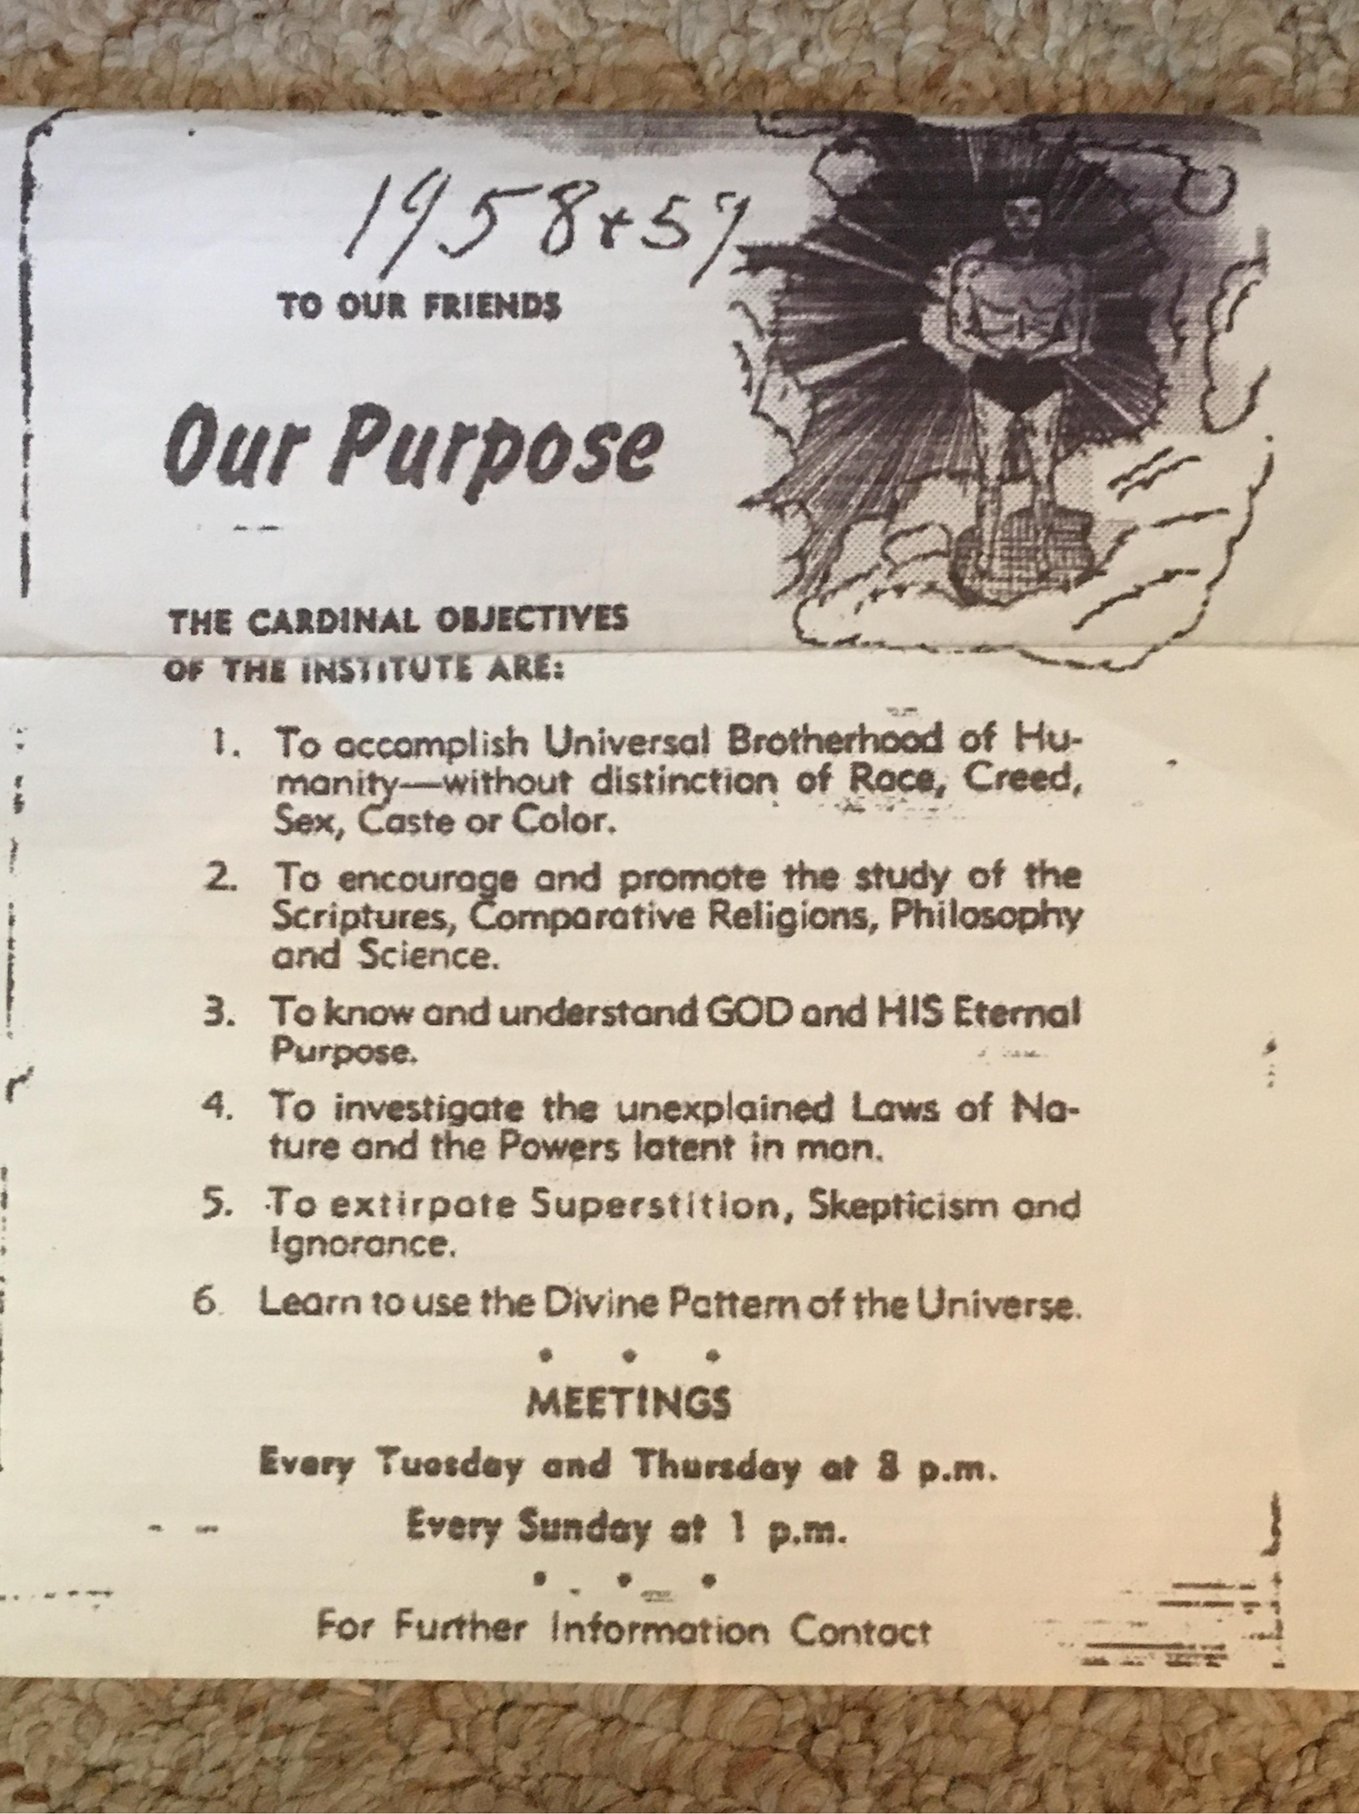 1958+59
TO OUR FRIENDS
Our Purpose
THE CARDINAL OBJECTIVES
OF THE INSTITUTE ARE:
1. To accomplish Universal Brotherhood of Hu-
manity—without distinction of Race, Creed,
Sex, Caste or Color.
2. To encourage and promote the study of the
Scriptures, Comparative Religions, Philosophy
and Science.
3. To know and understand GOD and HIS Eternal
Purpose.
4. To investigate the unexplained Laws of Na-
ture and the Powers latent in man.
5. To extirpate Superstition, Skepticism and
Ignorance.
6. Learn to use the Divine Pattern of the Universe.
MEETINGS
Every Tuesday and Thursday at 8 p.m.
Every Sunday at 1 p.m.
For Further Information Contact